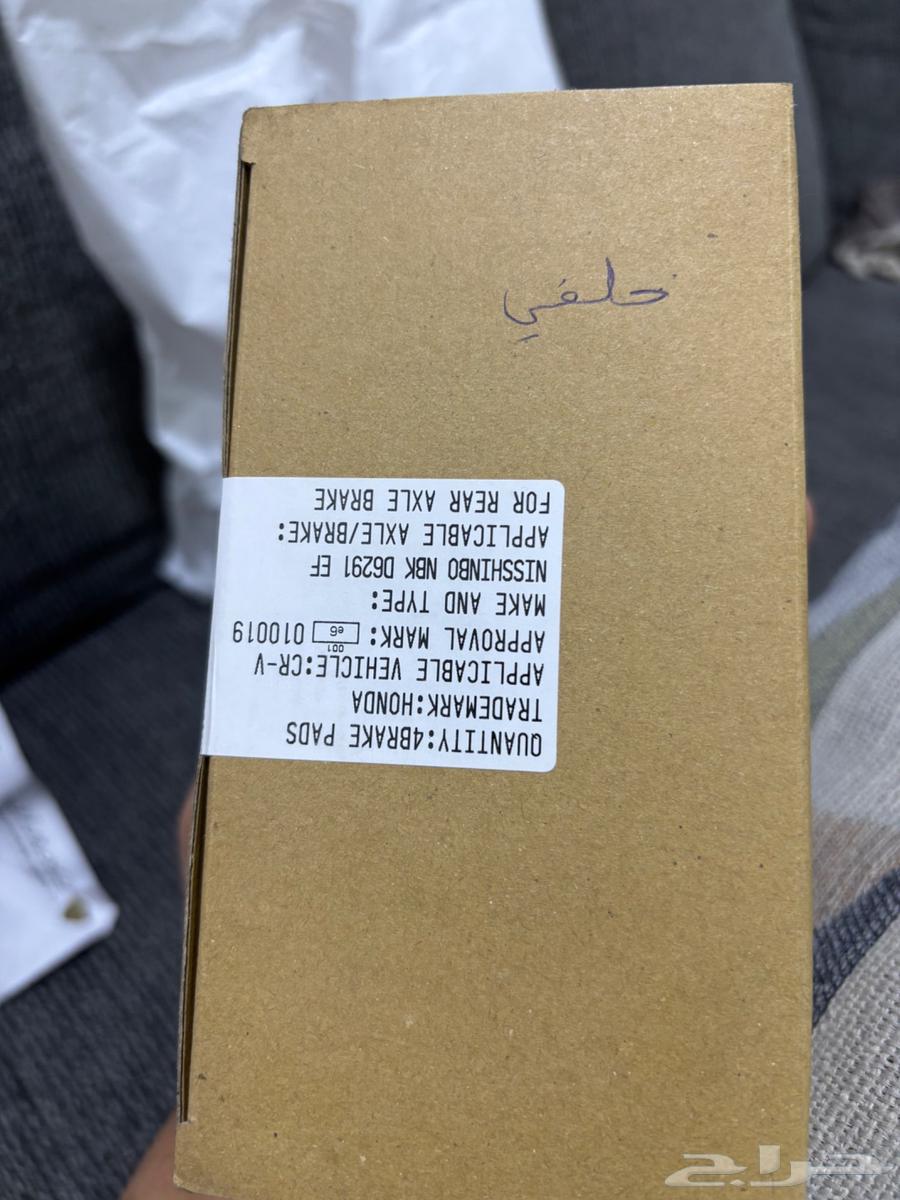 خلفي
QUANTITY:4BRAKE PADS
TRADEMARK:HONDA
APPLICABLE VEHICLE:CR-V
APPROVAL MARK: e6 001 010019
MAKE AND TYPE:
NISSHINBO NBK D6291 EF
APPLICABLE AXLE/BRAKE:
FOR REAR AXLE BRAKE
حراج